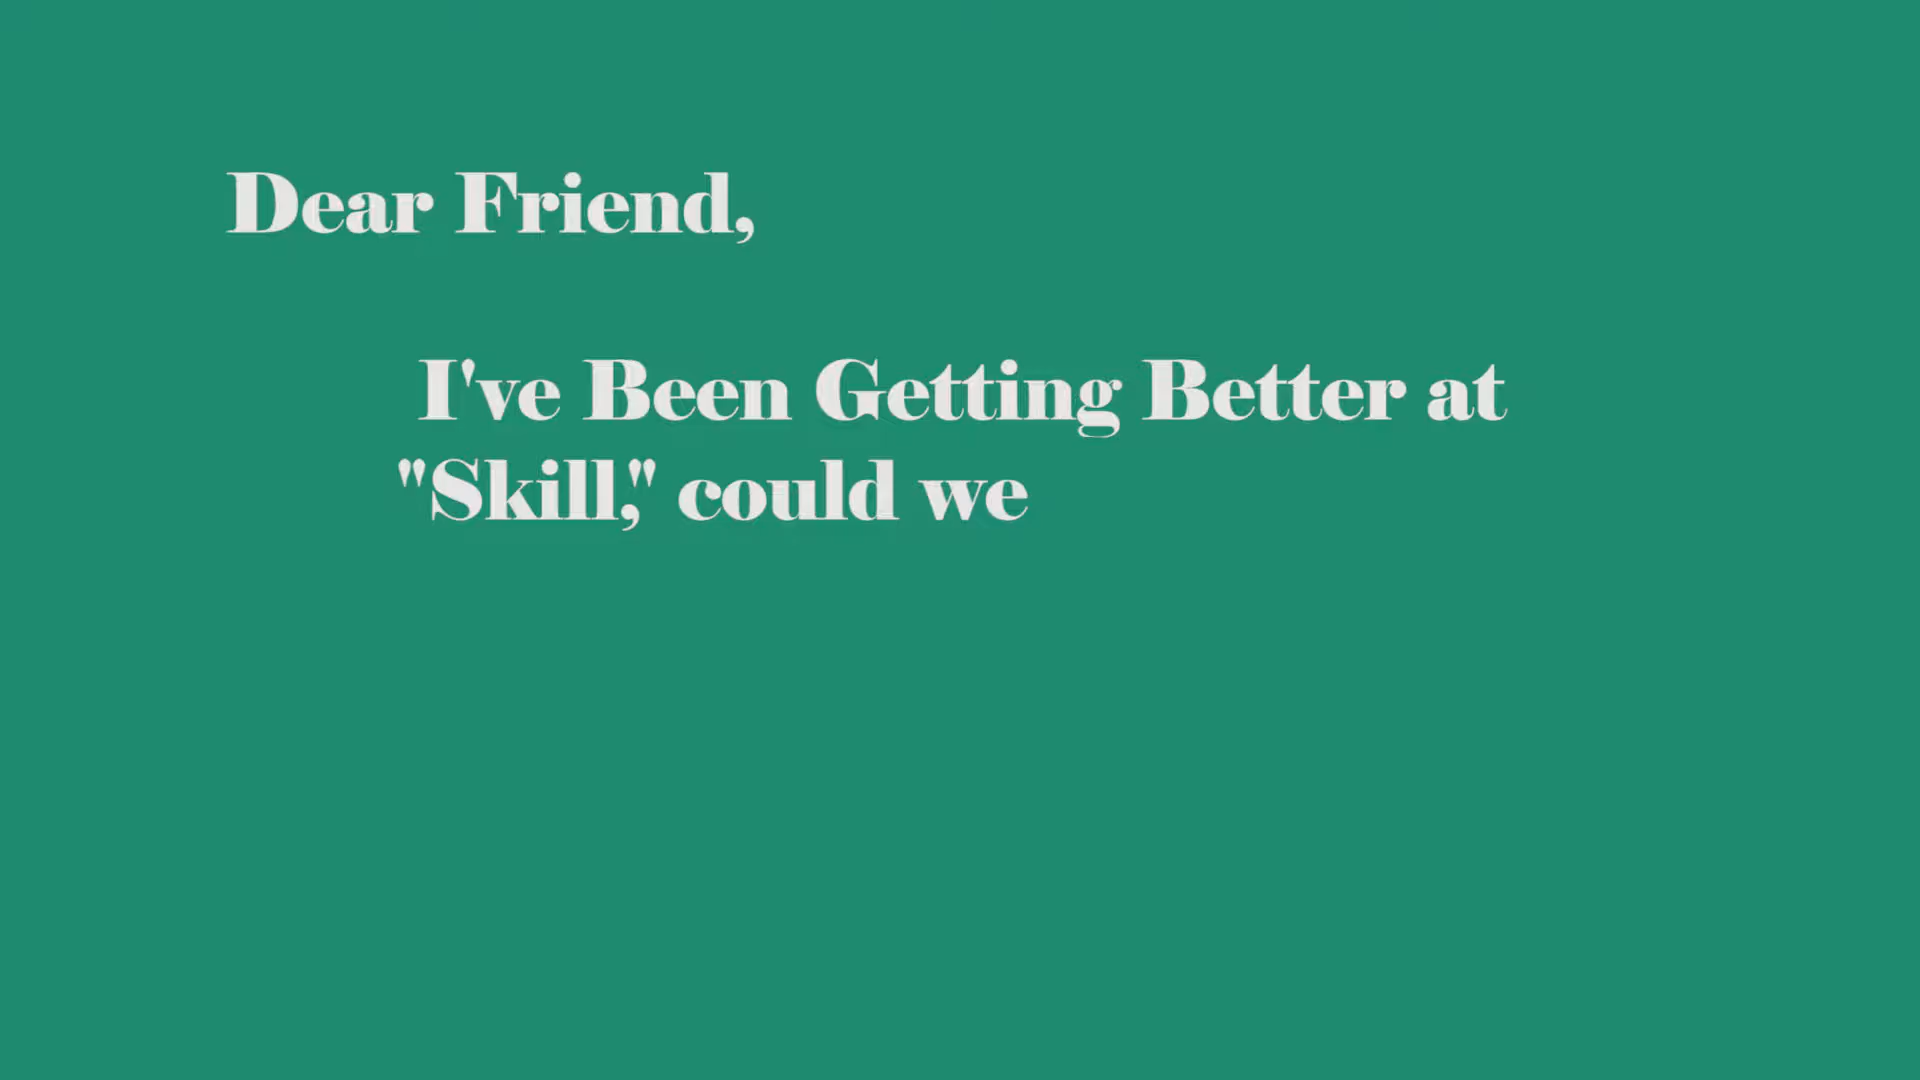 Dear Friend,
I've Been Getting Better at
"Skill," could we